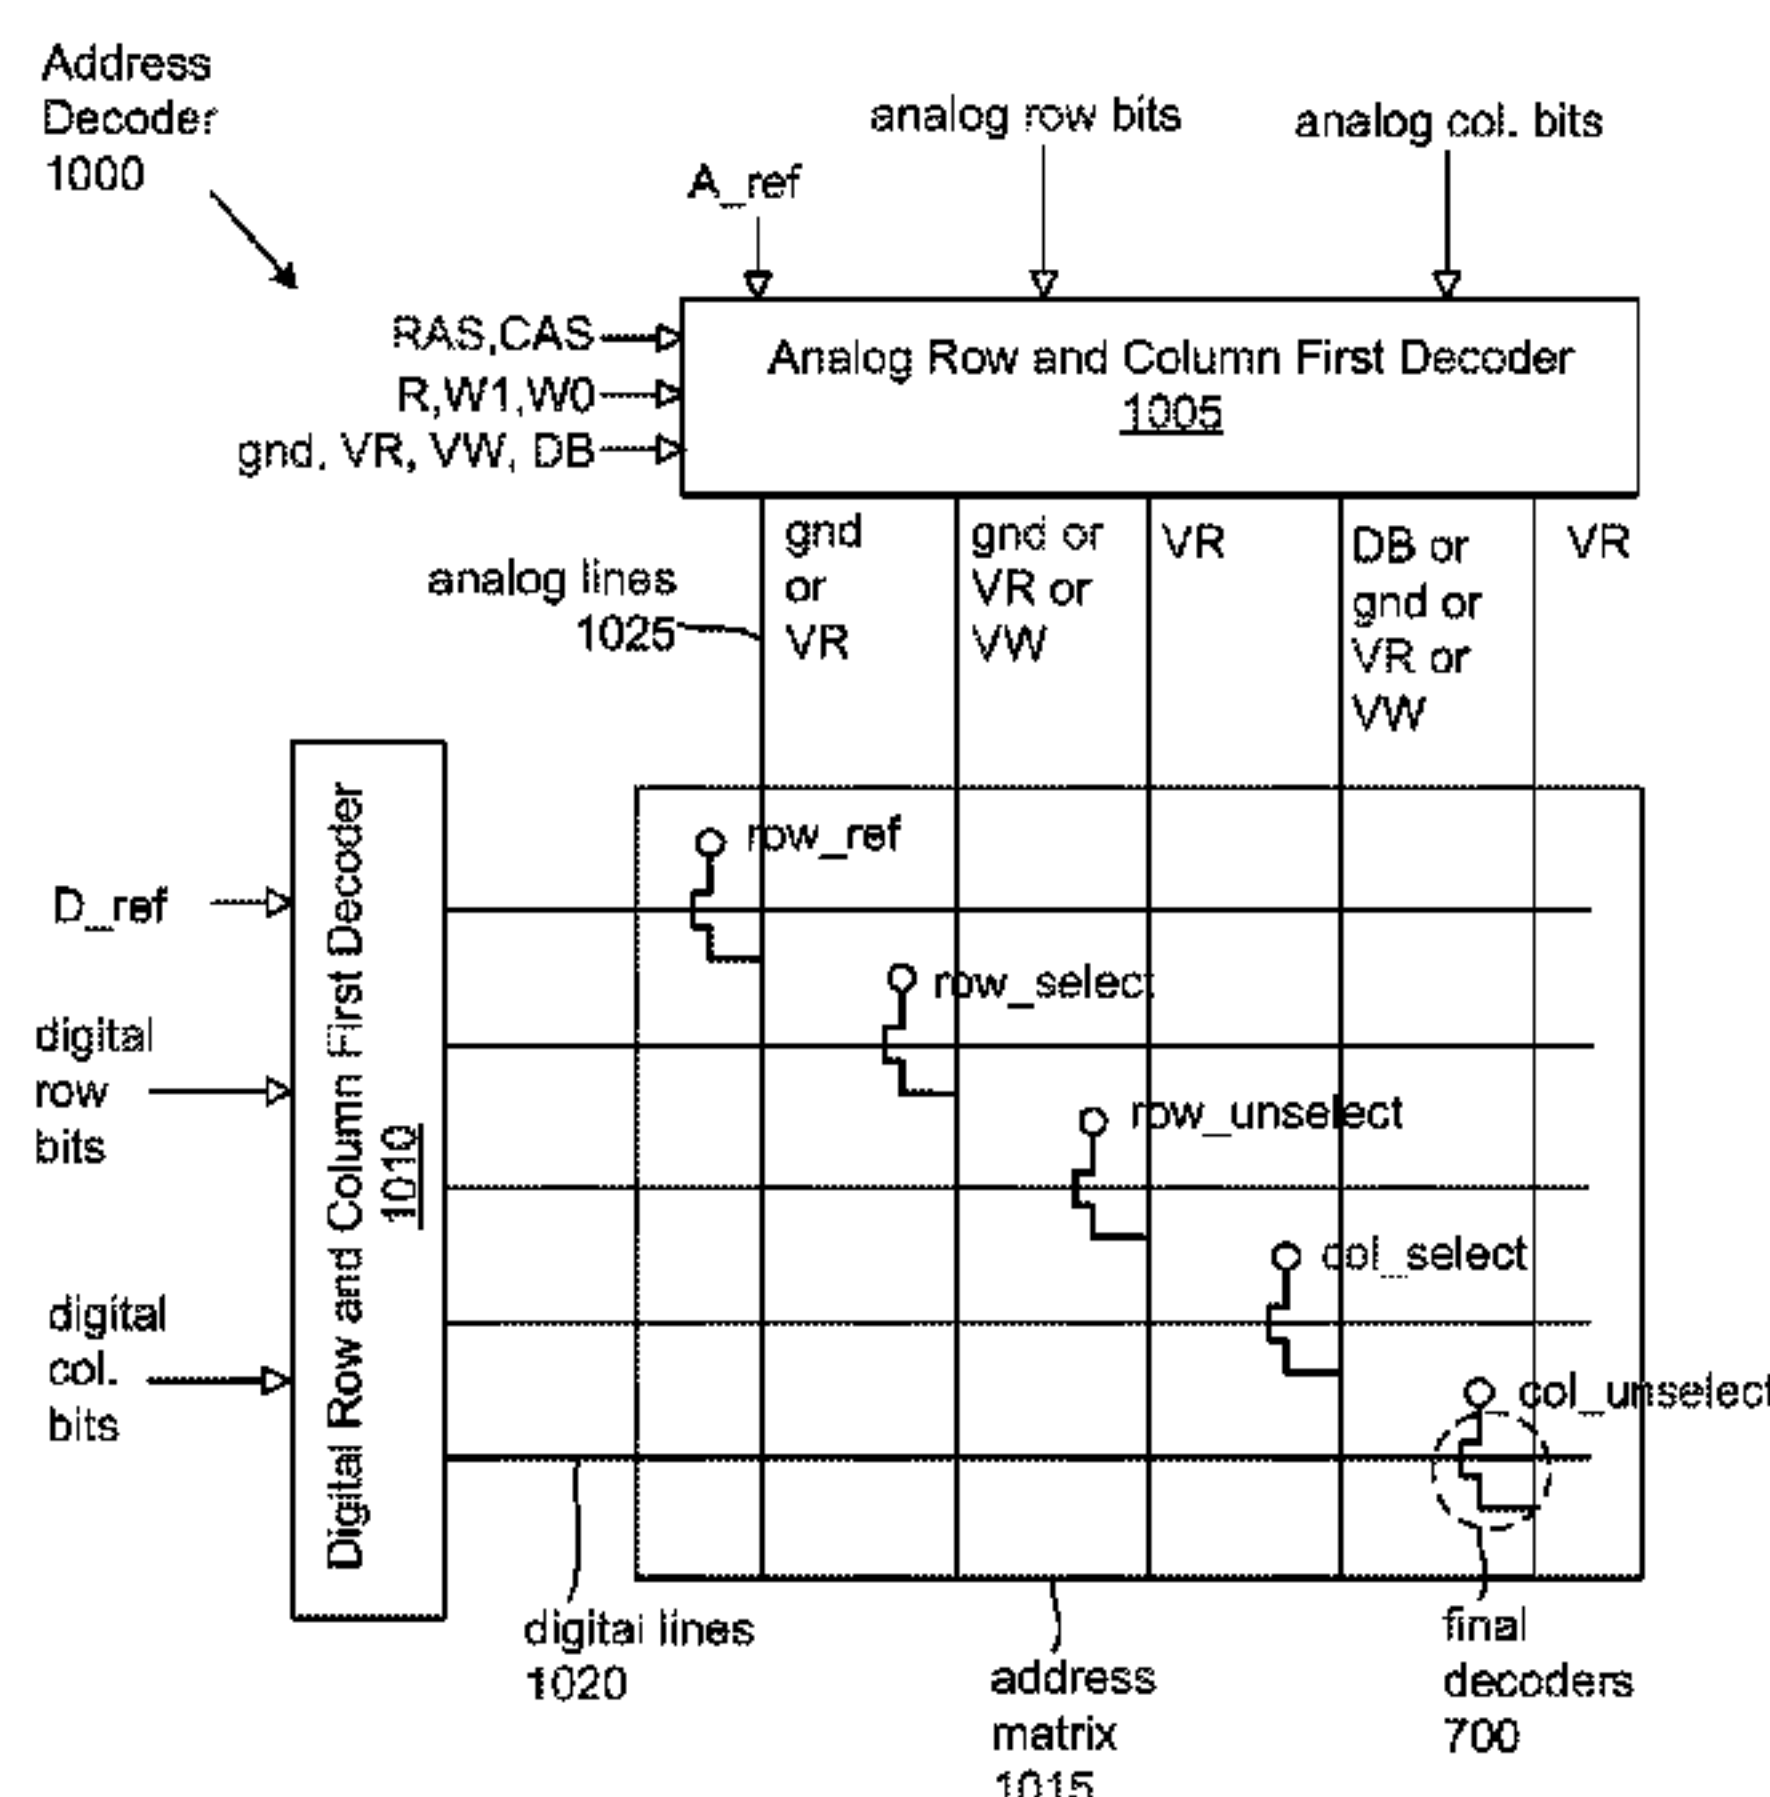 Address
Decoder
1000
analog row bits
analog col. bits
A_ref
RAS,CAS
R,W1,W0
gnd, VR, VW, DB
Analog Row and Column First Decoder
1005
analog lines
1025
gnd
or
VR
gnd or
VR or
VW
VR
DB or
gnd or
VR or
VW
VR
Digital Row and Column First Decoder
1010
D_ref
digital
row
bits
digital
col.
bits
row_ref
row_select
row_unselect
col_select
col_unselect
digital lines
1020
address
matrix
1015
final
decoders
700